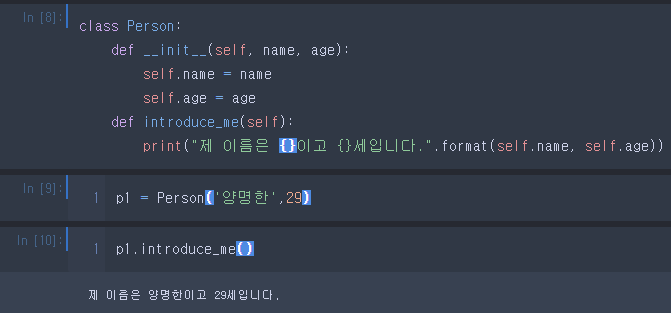 In [8]:
class Person:
    def __init__(self, name, age):
        self.name = name
        self.age = age
    def introduce_me(self):
        print("제 이름은 {}이고 {}세입니다.".format(self.name, self.age))
In [9]:
1 p1 = Person('양명한',29)
In [10]:
1 p1.introduce_me()
제 이름은 양명한이고 29세입니다.